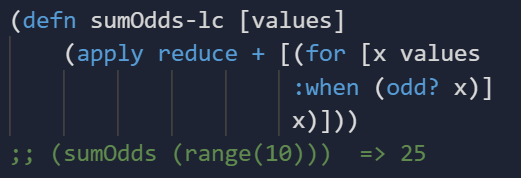 (defn sumOdds-lc [values]
    (apply reduce + [(for [x values
                      :when (odd? x)]
                      x)]))
;; (sumOdds (range(10)))  => 25